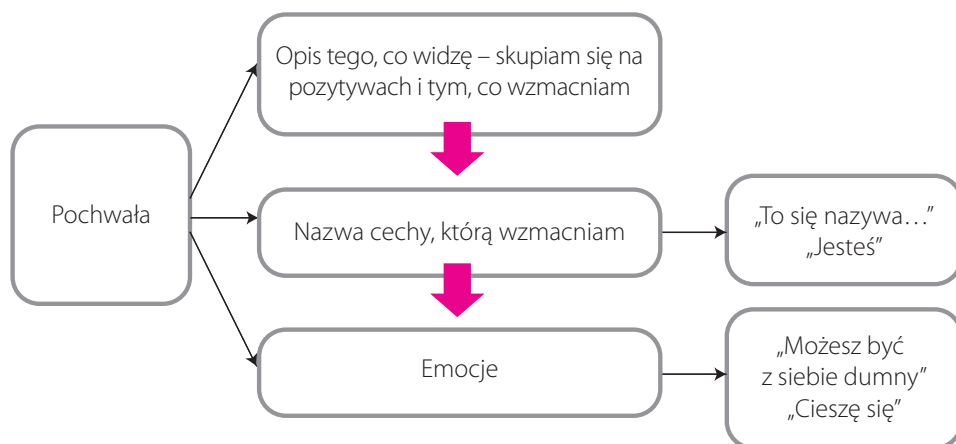 Pochwała
Opis tego, co widzę – skupiam się na
pozytywach i tym, co wzmacniam
Nazwa cechy, którą wzmacniam
„To się nazywa…”
„Jesteś”
Emocje
„Możesz być
z siebie dumny”
„Cieszę się”